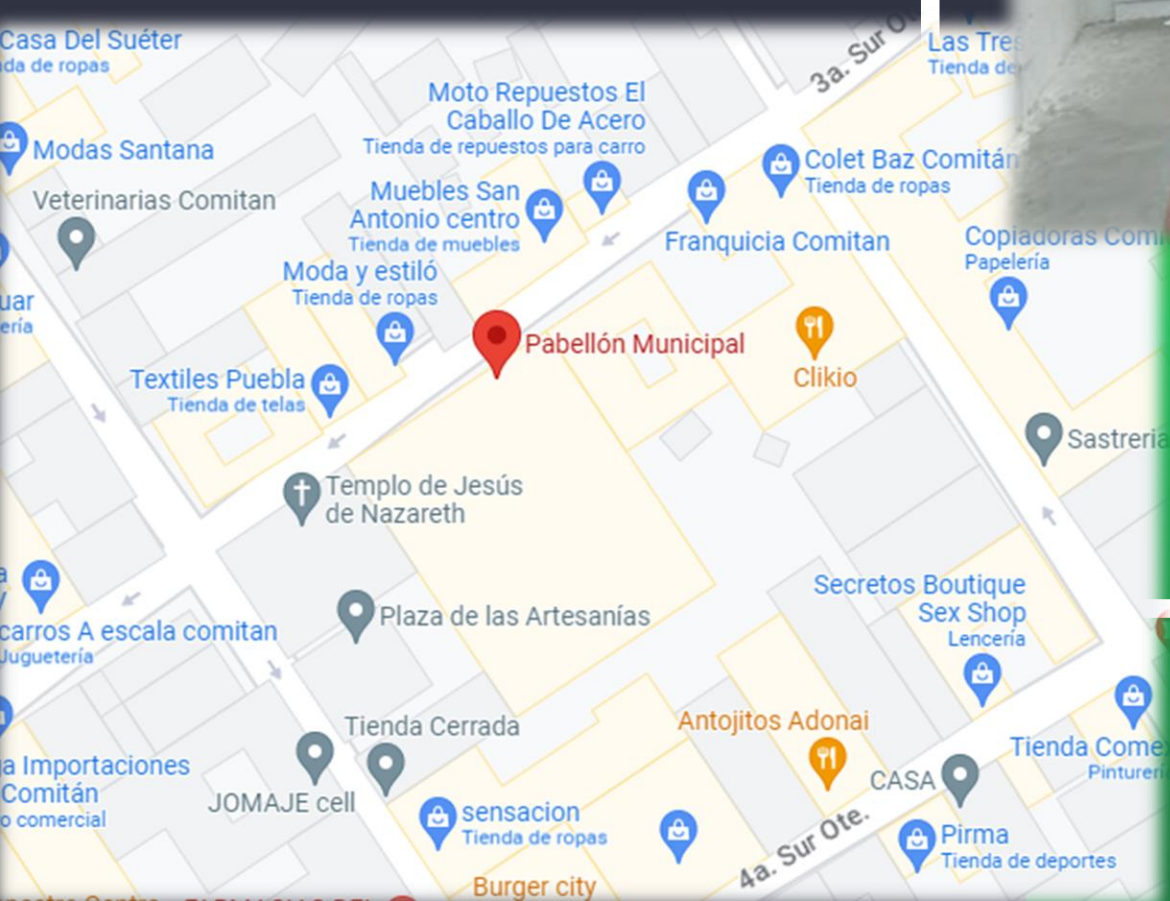 Casa Del Suéter
da de ropas
Modas Santana
Veterinarias Comitan
Moto Repuestos El
Caballo De Acero
Tienda de repuestos para carro
Muebles San
Antonio centro
Tienda de muebles
Moda y estiló
Tienda de ropas
Textiles Puebla
Tienda de telas
3a. Sur O
Las Tres
Tienda de
Colet Baz Comitán
Tienda de ropas
Franquicia Comitan
Copiadoras Com
Papelería
uar
ería
Pabellón Municipal
Clikio
Sastreria
Templo de Jesús
de Nazareth
Plaza de las Artesanías
carros A escala comitan
Juguetería
Secretos Boutique
Sex Shop
Lencería
Tienda Cerrada
JOMAJE cell
a Importaciones
Comitán
o comercial
sensacion
Tienda de ropas
Antojitos Adonai
CASA
Tienda Come
Pinturerí
4a. Sur Ote.
Pirma
Tienda de deportes
Burger city